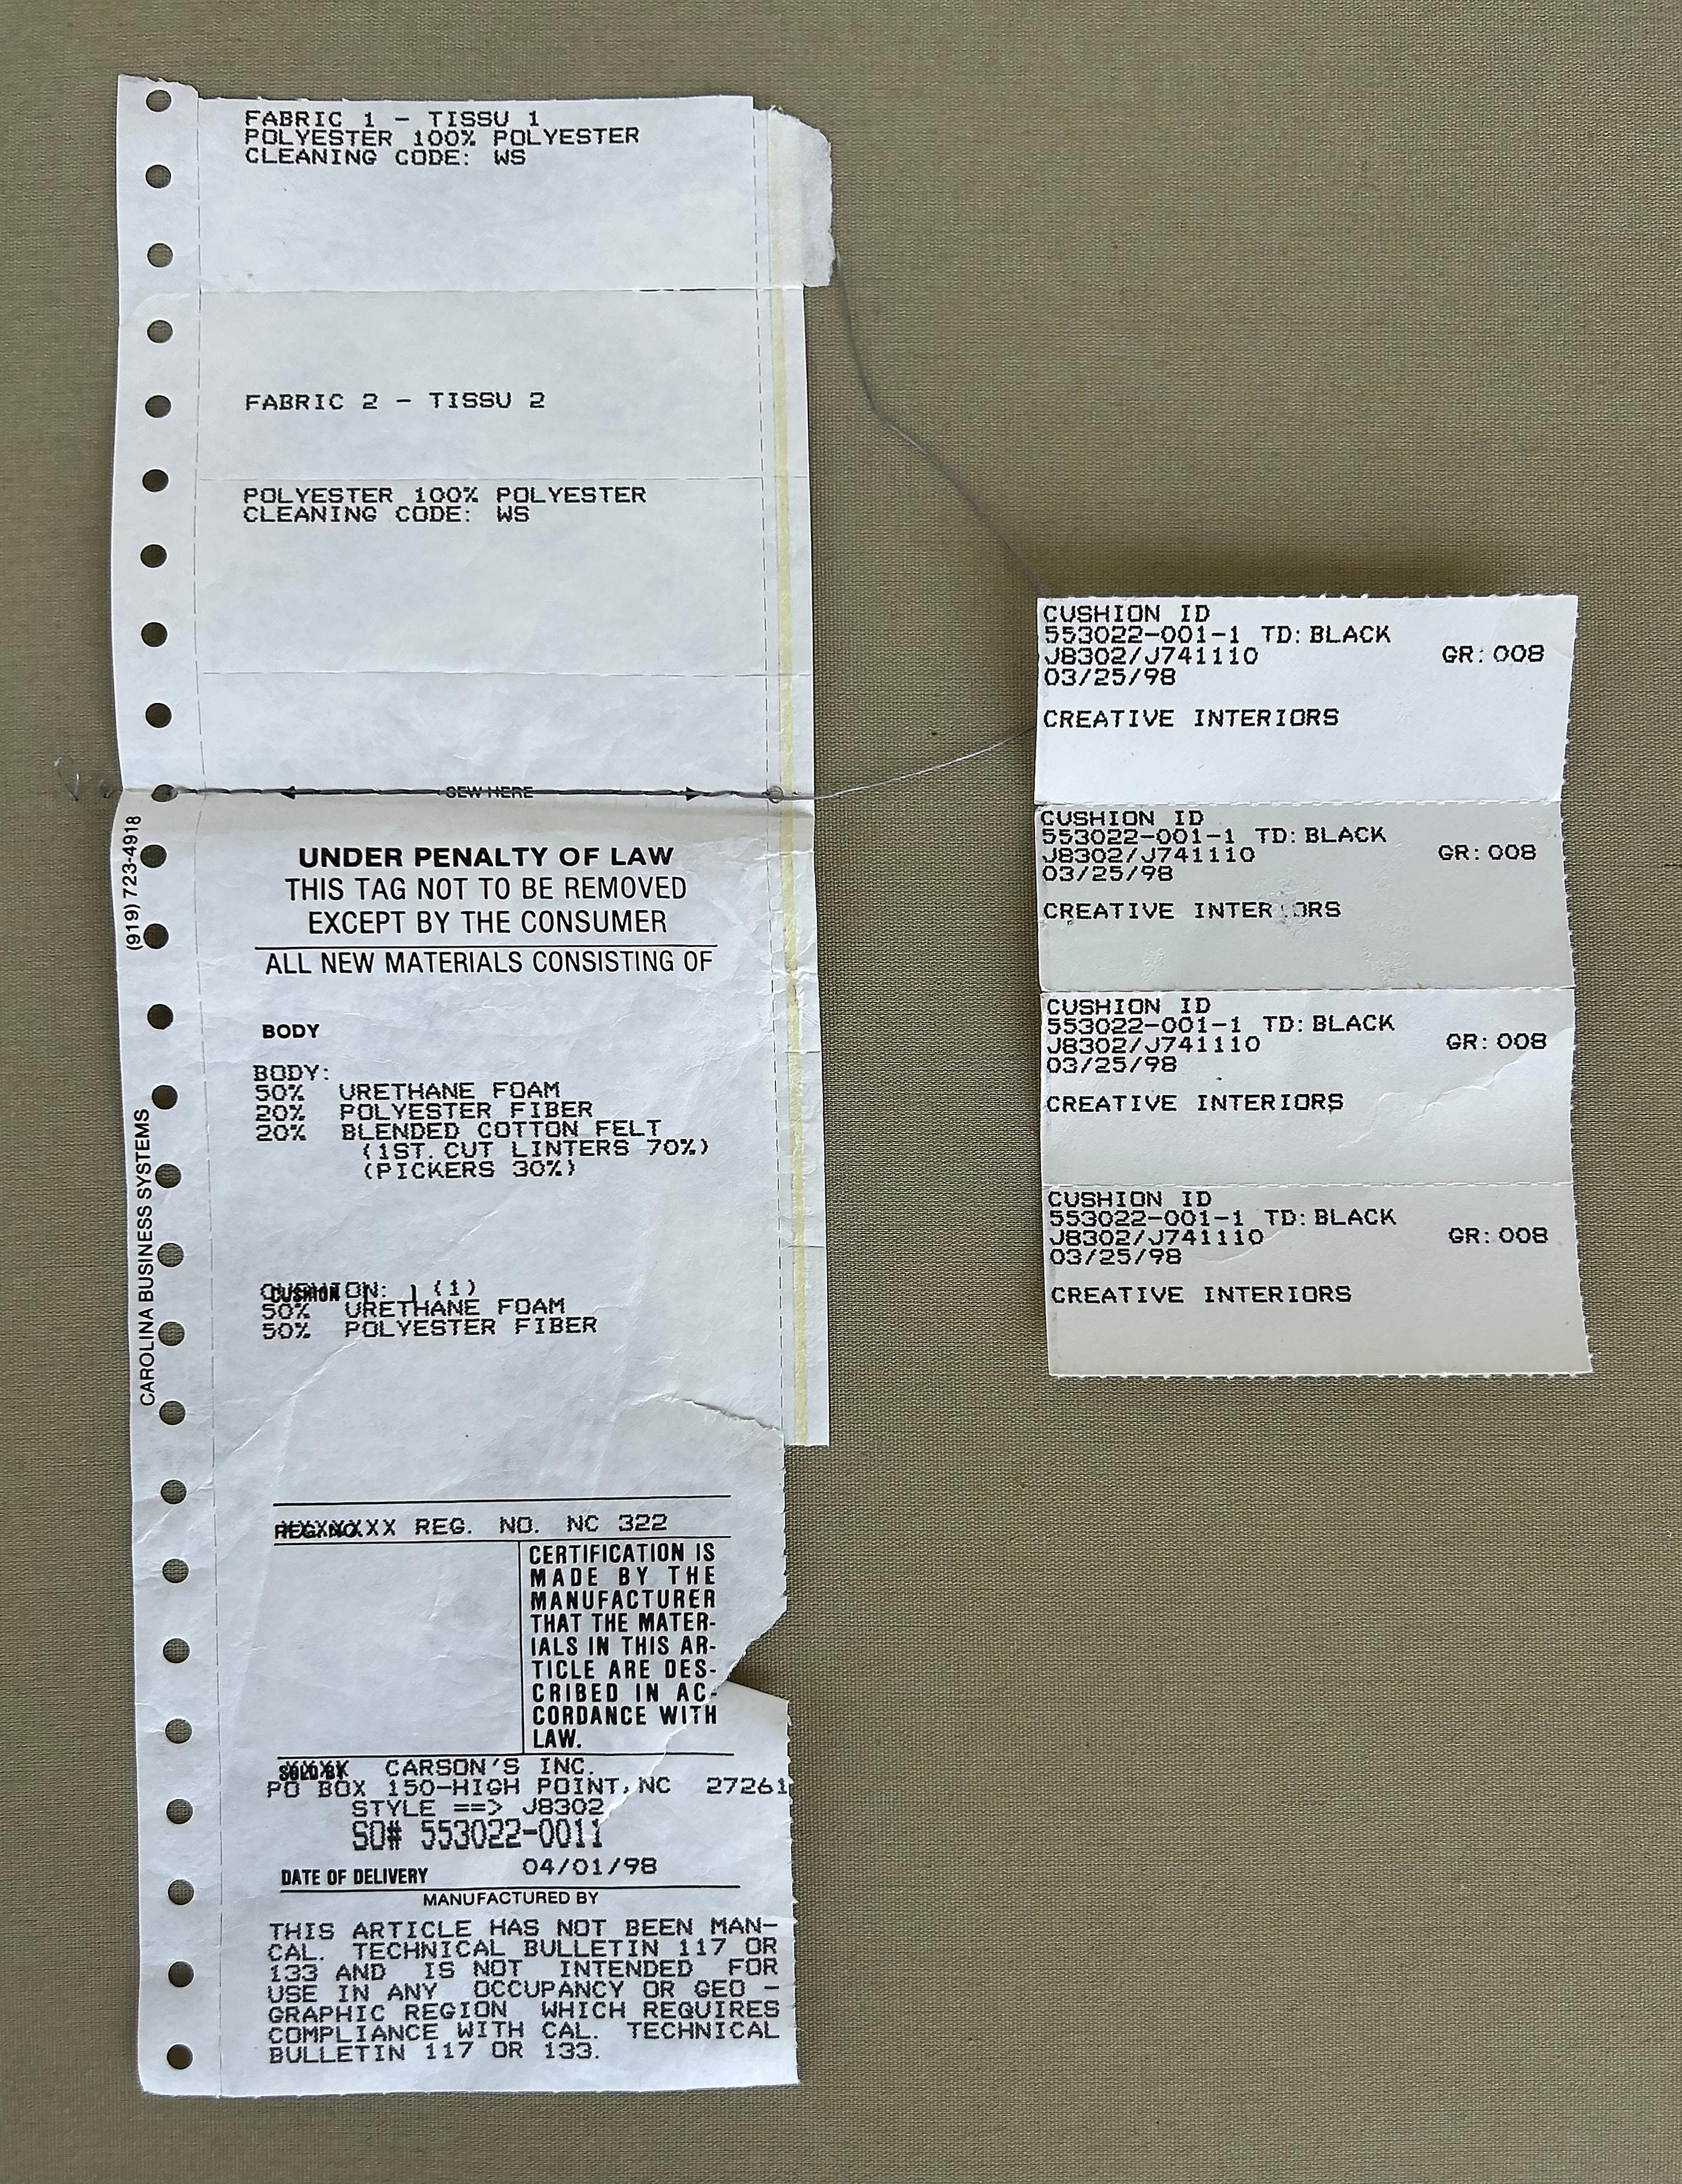 FABRIC 1 - TISSU 1
POLYESTER 100% POLYESTER
CLEANING CODE: WS
FABRIC 2 - TISSU 2
POLYESTER 100% POLYESTER
CLEANING CODE: WS
SEW HERE
(919) 723-4918
UNDER PENALTY OF LAW
THIS TAG NOT TO BE REMOVED
EXCEPT BY THE CONSUMER
ALL NEW MATERIALS CONSISTING OF
CAROLINA BUSINESS SYSTEMS
BODY
BODY:
50% URETHANE FOAM
20% POLYESTER FIBER
20% BLENDED COTTON FELT
(1ST. CUT LINTERS 70%)
(PICKERS 30%)
CUSHION: (1)
50% URETHANE FOAM
50% POLYESTER FIBER
REG. NO. NC 322
CERTIFICATION IS
MADE BY THE
MANUFACTURER
THAT THE MATER-
IALS IN THIS AR-
TICLE ARE DES-
CRIBED IN AC-
CORDANCE WITH
LAW.
SOLD BY CARSON'S INC.
PO BOX 150-HIGH POINT, NC 27261
STYLE ==> J8302
SO# 553022-0011
DATE OF DELIVERY 04/01/98
MANUFACTURED BY
THIS ARTICLE HAS NOT BEEN MAN-
CAL. TECHNICAL BULLETIN 117 OR
133 AND IS NOT INTENDED FOR
USE IN ANY OCCUPANCY OR GEO -
GRAPHIC REGION WHICH REQUIRES
COMPLIANCE WITH CAL. TECHNICAL
BULLETIN 117 OR 133.
CUSHION ID
553022-001-1 TD: BLACK
J8302/J741110 GR: 008
03/25/98
CREATIVE INTERIORS
CUSHION ID
553022-001-1 TD: BLACK
J8302/J741110 GR: 008
03/25/98
CREATIVE INTERIORS
CUSHION ID
553022-001-1 TD: BLACK
J8302/J741110 GR: 008
03/25/98
CREATIVE INTERIORS
CUSHION ID
553022-001-1 TD: BLACK
J8302/J741110 GR: 008
03/25/98
CREATIVE INTERIORS